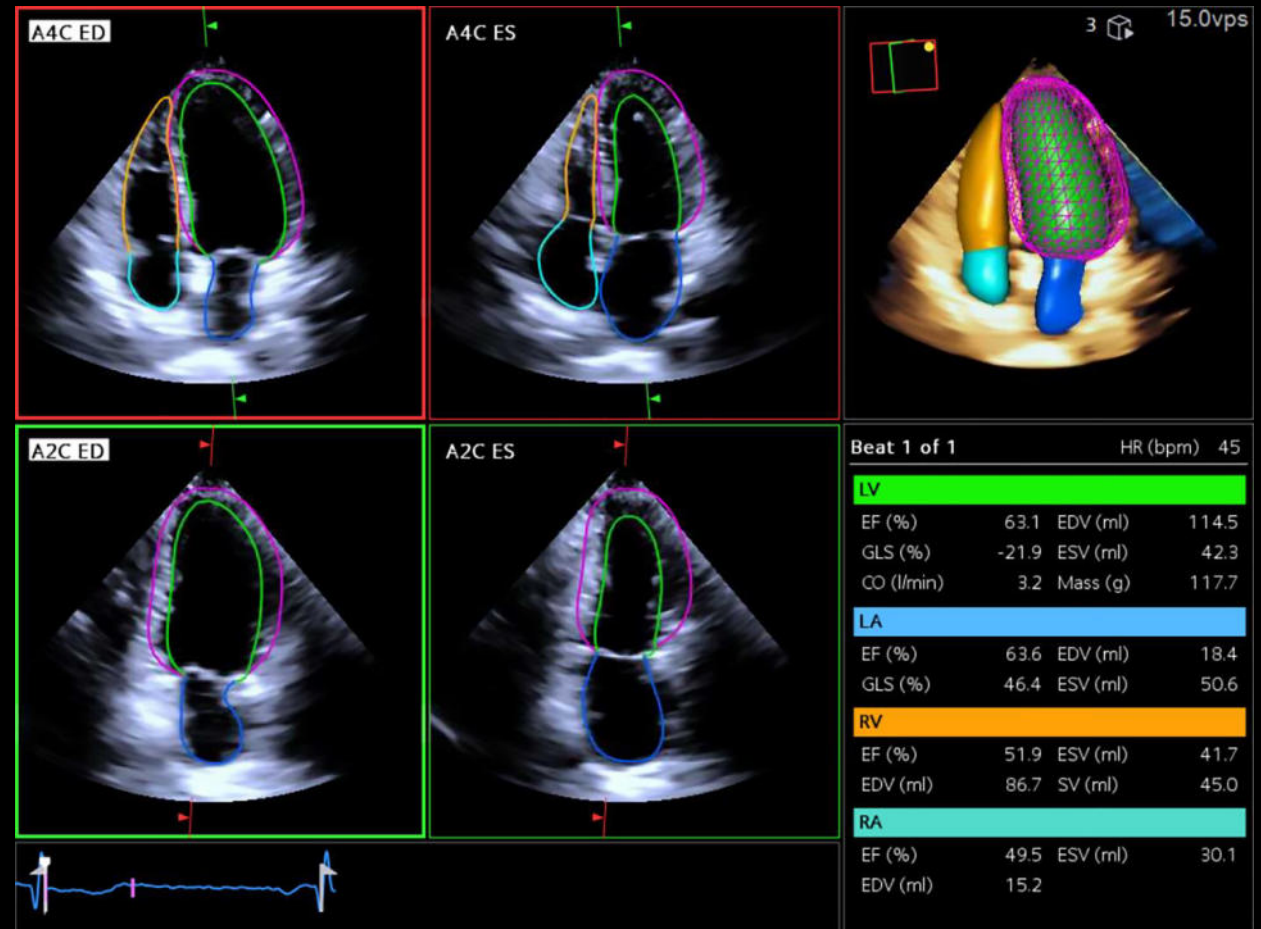 A4C ED
A4C ES
3
15.0vps
A2C ED
A2C ES
Beat 1 of 1 HR (bpm) 45
LV
EF (%) 63.1 EDV (ml) 114.5
GLS (%) -21.9 ESV (ml) 42.3
CO (l/min) 3.2 Mass (g) 117.7
LA
EF (%) 63.6 EDV (ml) 18.4
GLS (%) 46.4 ESV (ml) 50.6
RV
EF (%) 51.9 ESV (ml) 41.7
EDV (ml) 86.7 SV (ml) 45.0
RA
EF (%) 49.5 ESV (ml) 30.1
EDV (ml) 15.2